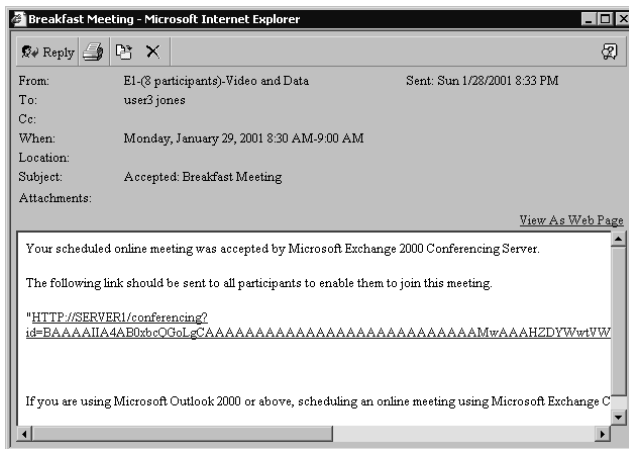 Breakfast Meeting - Microsoft Internet Explorer
Reply
From: E1-(8 participants)-Video and Data Sent: Sun 1/28/2001 8:33 PM
To: user3 jones
Cc:
When: Monday, January 29, 2001 8:30 AM-9:00 AM
Location:
Subject: Accepted: Breakfast Meeting
Attachments:
View As Web Page
Your scheduled online meeting was accepted by Microsoft Exchange 2000 Conferencing Server.
The following link should be sent to all participants to enable them to join this meeting.
"HTTP://SERVER1/conferencing?
If you are using Microsoft Outlook 2000 or above, scheduling an online meeting using Microsoft Exchange C